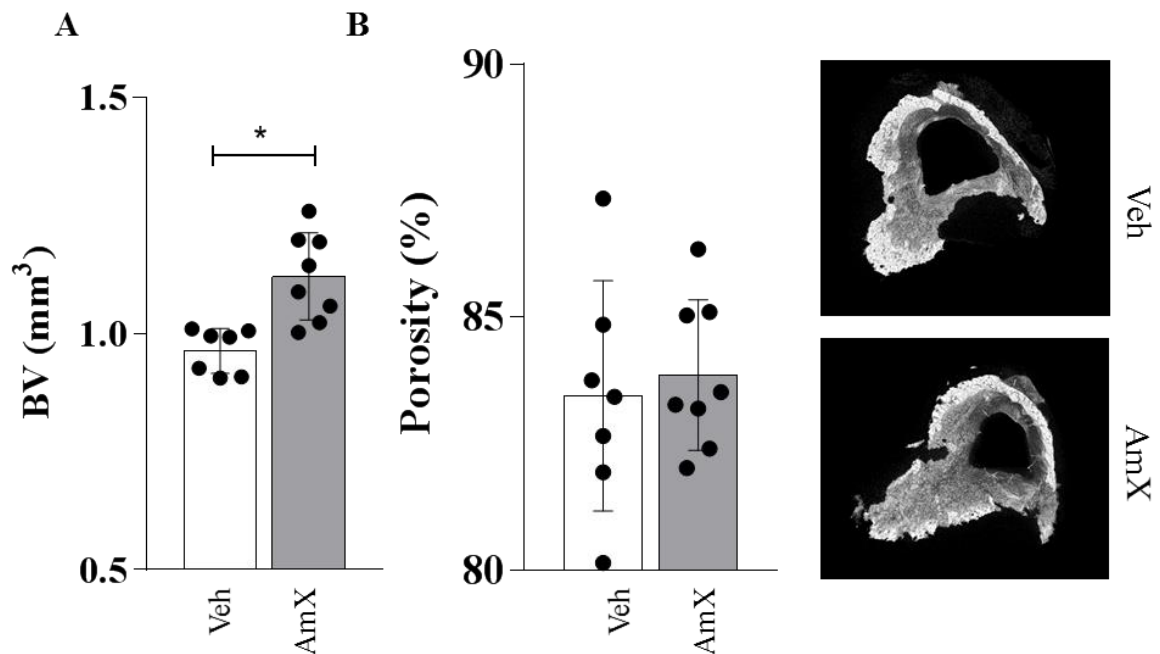 A
BV (mm³)
1.5
1.0
0.5
*
Veh
AmX
B
Porosity (%)
90
85
80
Veh
AmX
Veh
AmX